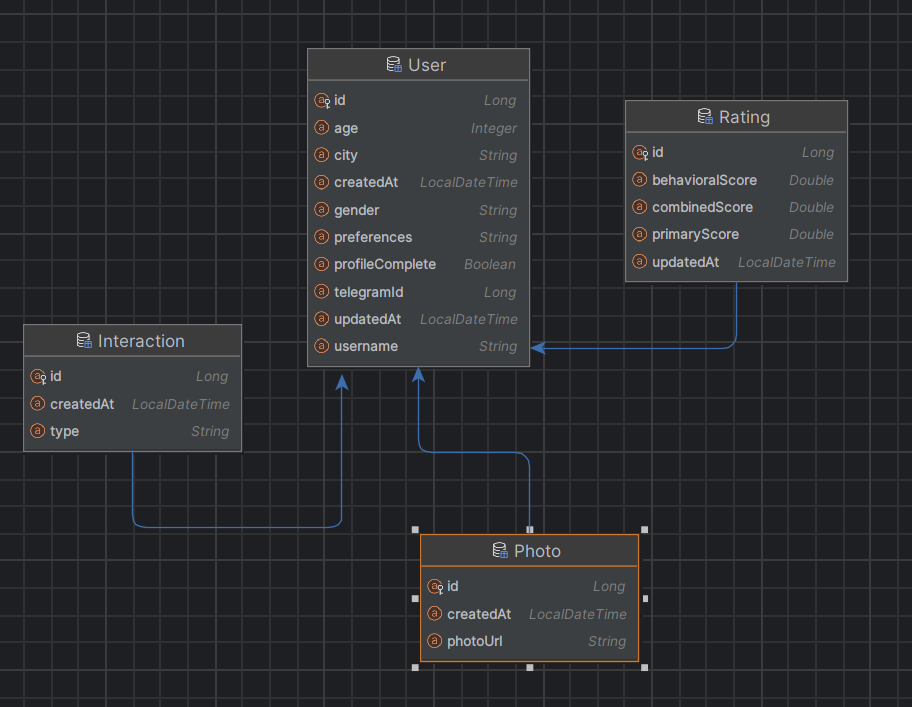 User
id Long
age Integer
city String
createdAt LocalDateTime
gender String
preferences String
profileComplete Boolean
telegramId Long
updatedAt LocalDateTime
username String
Rating
id Long
behavioralScore Double
combinedScore Double
primaryScore Double
updatedAt LocalDateTime
Interaction
id Long
createdAt LocalDateTime
type String
Photo
id Long
createdAt LocalDateTime
photoUrl String